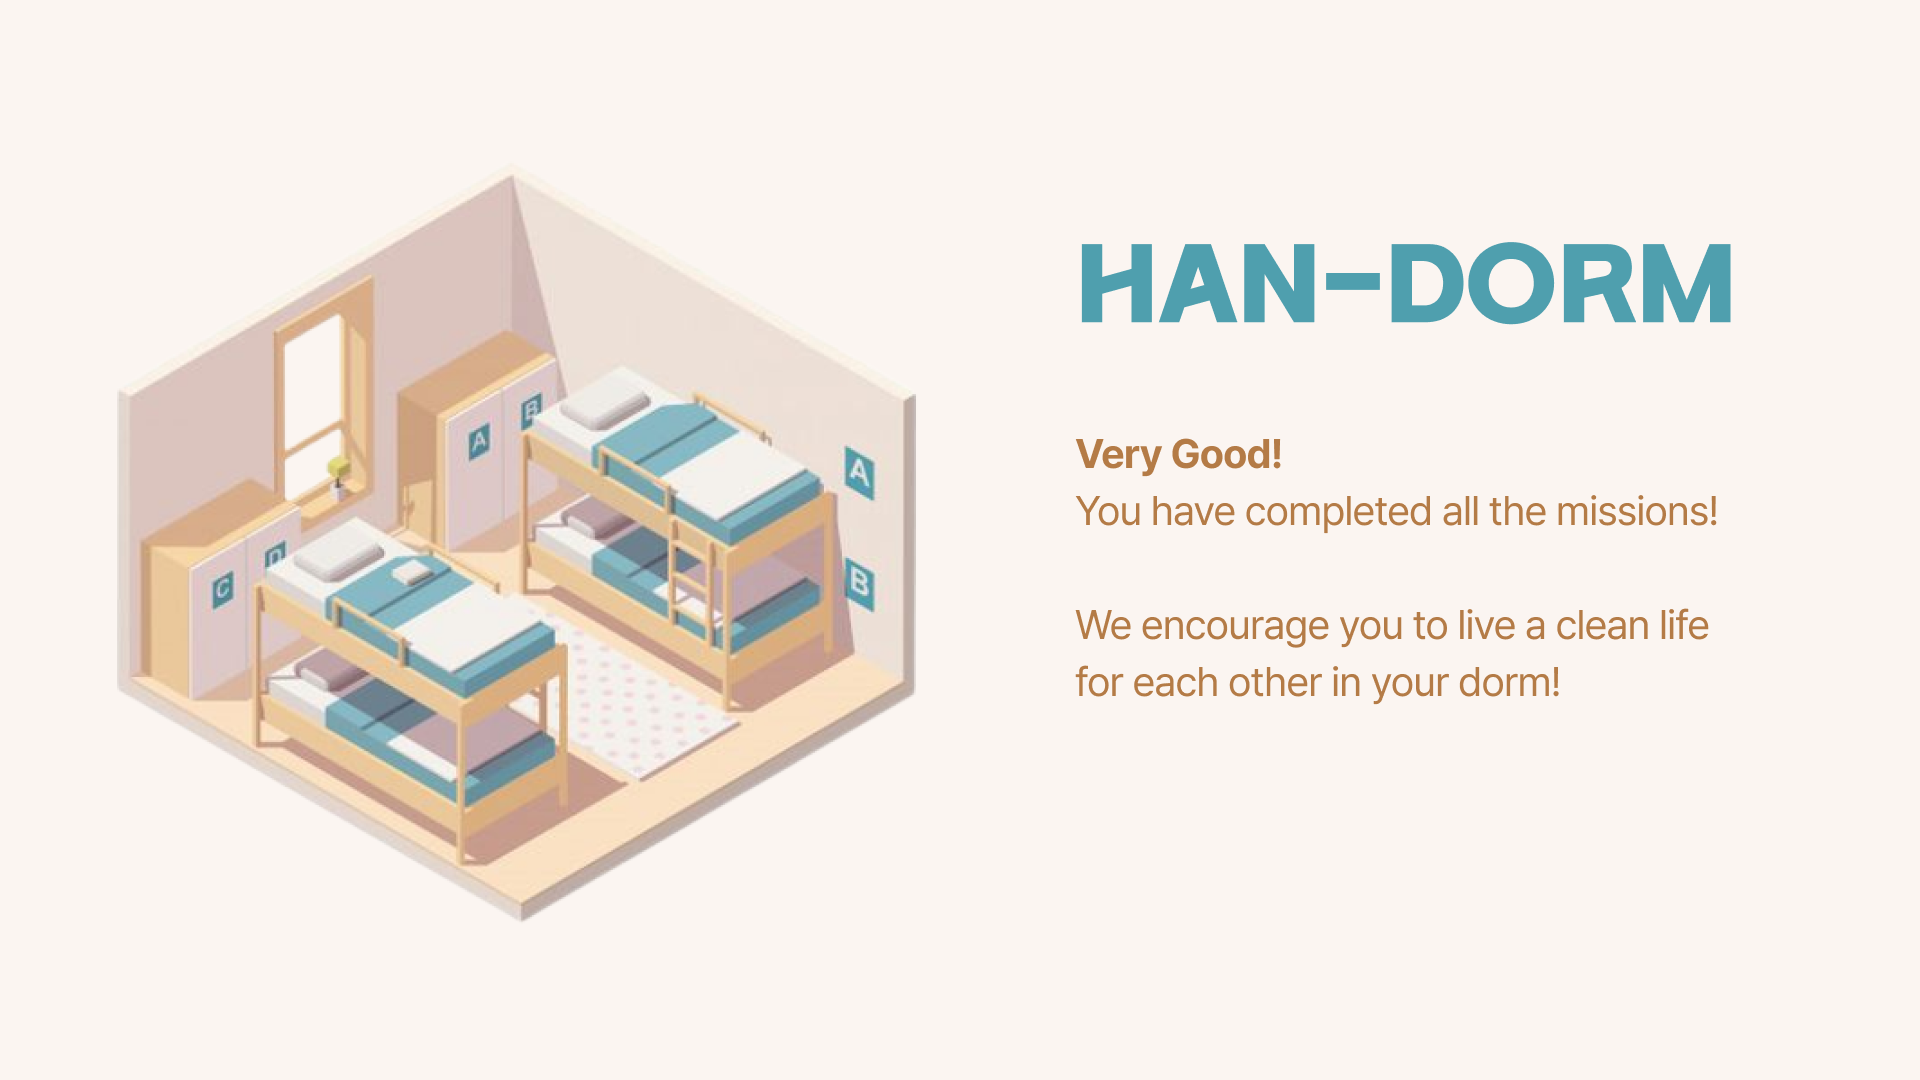 HAN-DORM
Very Good!
You have completed all the missions!
We encourage you to live a clean life
for each other in your dorm!
A
B
C
D
A
B